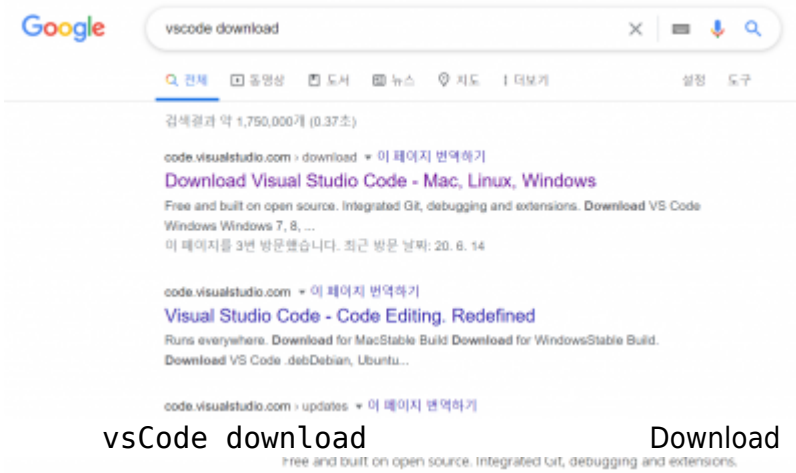 Google
vscode download
전체 동영상 도서 뉴스 지도 더보기 설정 도구
검색결과 약 1,750,000개 (0.37초)
code.visualstudio.com › download ▾ 이 페이지 번역하기
Download Visual Studio Code - Mac, Linux, Windows
Free and built on open source. Integrated Git, debugging and extensions. Download VS Code
Windows Windows 7, 8, ...
이 페이지를 3번 방문했습니다. 최근 방문 날짜: 20. 6. 14
code.visualstudio.com ▾ 이 페이지 번역하기
Visual Studio Code - Code Editing. Redefined
Runs everywhere. Download for MacStable Build Download for WindowsStable Build.
Download VS Code .debDebian, Ubuntu...
code.visualstudio.com › updates ▾ 이 페이지 번역하기
vsCode download Download
Free and built on open source. Integrated Git, debugging and extensions.